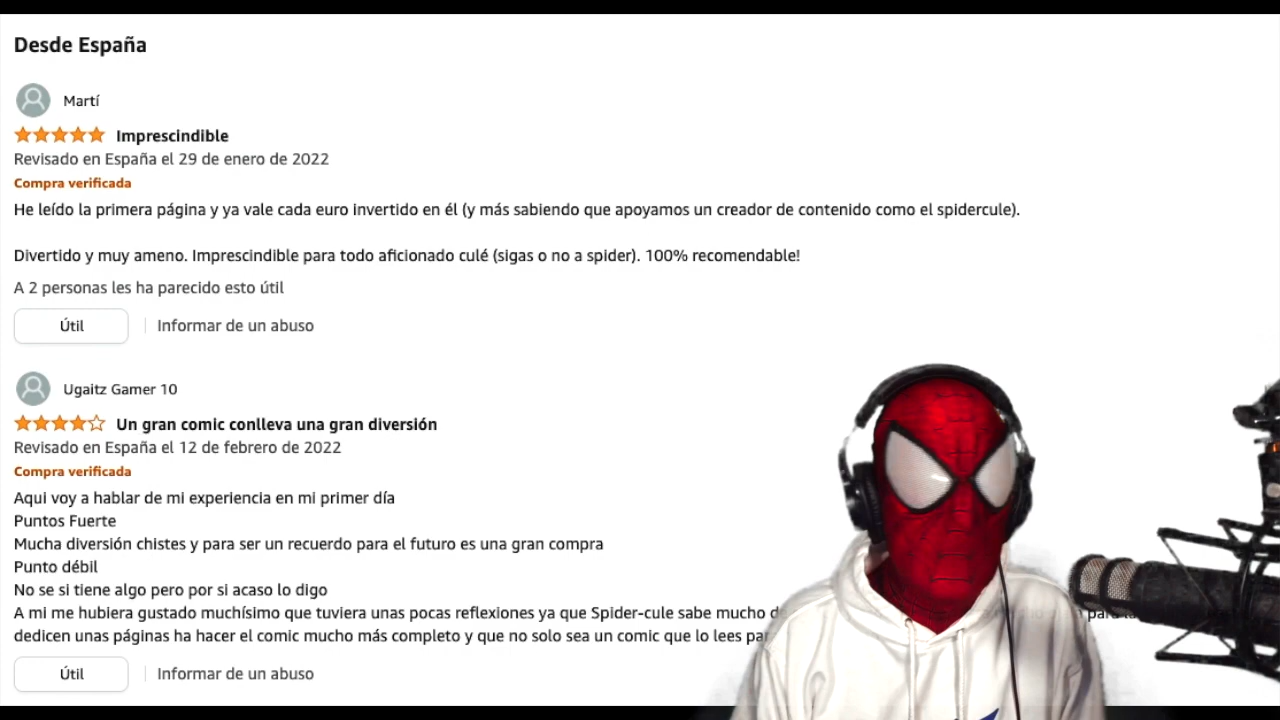 Desde España
Martí
Imprescindible
Revisado en España el 29 de enero de 2022
Compra verificada
He leído la primera página y ya vale cada euro invertido en él (y más sabiendo que apoyamos un creador de contenido como el spidercule).
Divertido y muy ameno. Imprescindible para todo aficionado culé (sigas o no a spider). 100% recomendable!
A 2 personas les ha parecido esto útil
Útil
Informar de un abuso
Ugaitz Gamer 10
Un gran comic conlleva una gran diversión
Revisado en España el 12 de febrero de 2022
Compra verificada
Aqui voy a hablar de mi experiencia en mi primer día
Puntos Fuerte
Mucha diversión chistes y para ser un recuerdo para el futuro es una gran compra
Punto débil
No se si tiene algo pero por si acaso lo digo
A mi me hubiera gustado muchísimo que tuviera unas pocas reflexiones ya que Spider-cule sabe mucho
dedicen unas páginas ha hacer el comic mucho más completo y que no solo sea un comic que lo lees
Útil
Informar de un abuso